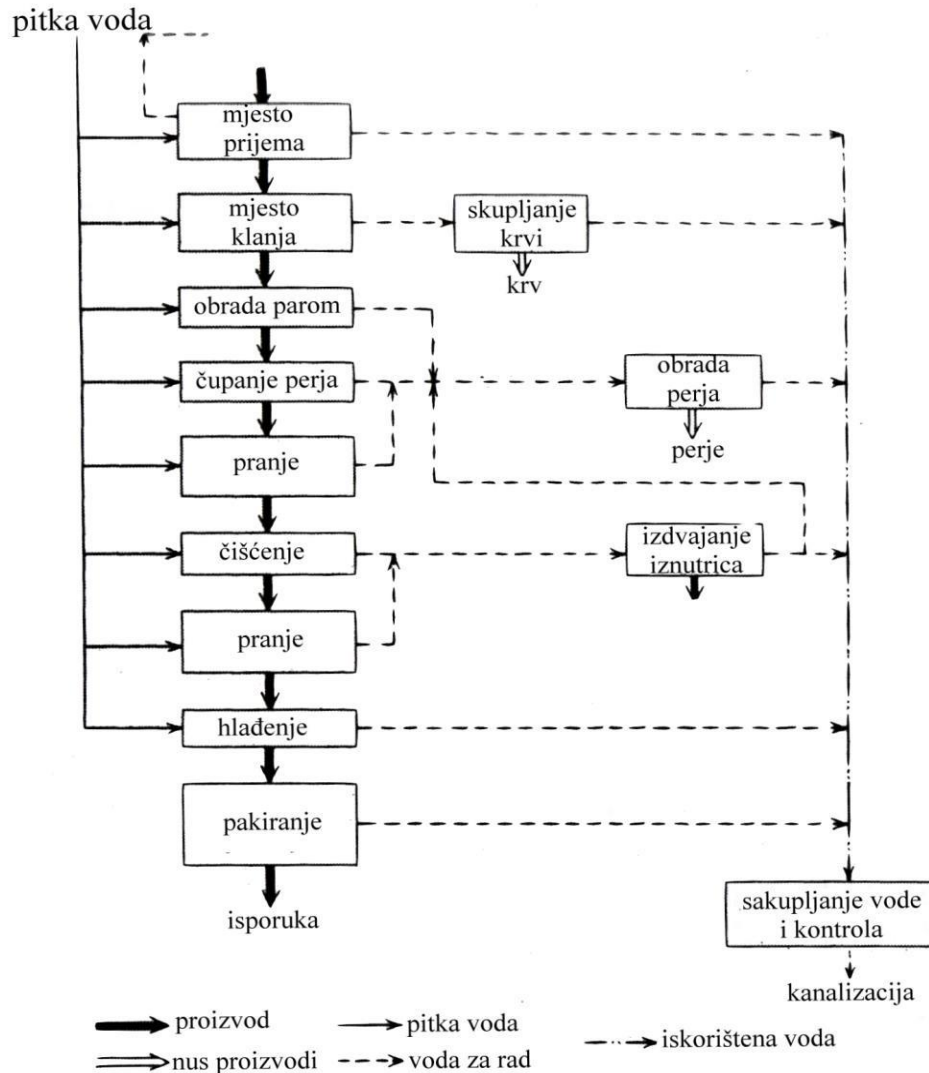 pitka voda
mjesto
prijema
mjesto
klanja
skupljanje
krvi
krv
obrada parom
čupanje perja
obrada
perja
perje
pranje
čišćenje
izdvajanje
iznutrica
pranje
hlađenje
pakiranje
isporuka
sakupljanje vode
i kontrola
kanalizacija
proizvod
pitka voda
iskorištena voda
nus proizvodi
voda za rad